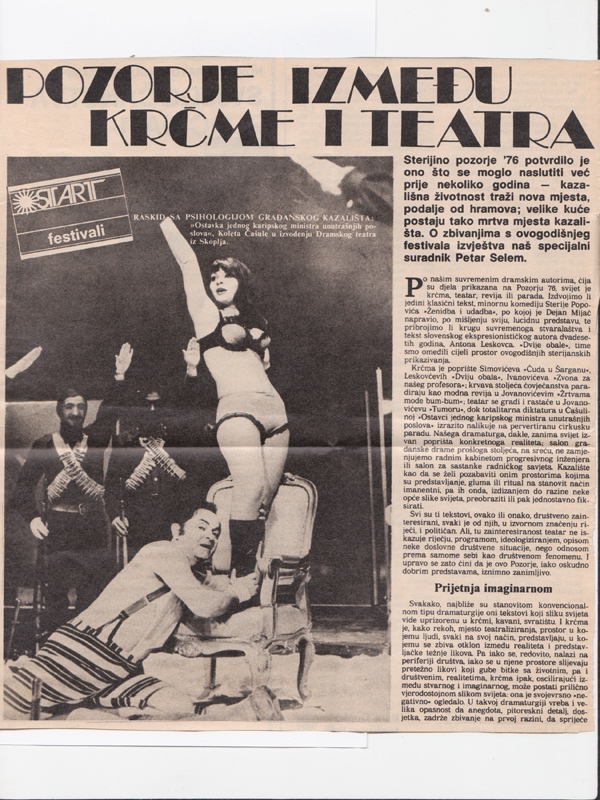 POZORJE IZMEĐU
KRČME I TEATRA
START
festivali
RASKID SA PSIHOLOGIJOM GRAĐANSKOG KAZALIŠTA:
»Ostavka jednog karipskog ministra unutrašnjih po-
slova«, Koleta Čašule u izvođenju Dramskog teatra
iz Skoplja.
Sterijino pozorje '76 potvrdilo je
ono što se moglo naslutiti već
prije nekoliko godina — kaza-
lišna životnost traži nova mjesta,
podalje od hramova; velike kuće
postaju tako mrtva mjesta kazali-
šta. O zbivanjima s ovogodišnjeg
festivala izvještva naš specijalni
suradnik Petar Selem.
Po našim suvremenim dramskim autorima, čija
su djela prikazana na Pozorju 76, svijet je
krčma, teatar, revija ili parada. Izdvojimo li
jedini klasični tekst, minornu komediju Sterije Popo-
vića »Ženidba i udadba«, po kojoj je Dejan Mijač
napravio, po mišljenju sviju, lucidnu predstavu, te
pribrojimo li krugu suvremenoga stvaralaštva i
tekst slovenskog ekspresionističkog autora dvadese-
tih godina, Antona Leskovca. »Dvije obale«, time
smo omeđili cijeli prostor ovogodišnjih sterijanskih
prikazivanja.
Krčma je poprište Simovićeva »Čuda u Šarganu«,
Leskovčevih »Dviju obala«, Ivanovićeva »Zvona za
našeg profesora«; krvava stoljeća čovječanstva para-
diraju kao modna revija u Jovanovićevim »Žrtvama
mode bum-bum«; teatar se gradi i rastače u Jovano-
vićevu »Tumoru«, dok totalitarna diktatura u Čašuli-
noj »Ostavci jednog karipskog ministra unutrašnjih
poslova« izrazito nalikuje na pervertiranu cirkusku
paradu. Našega dramaturga, dakle, zanima svijet iz-
van poprišta konkretnoga realiteta; salon gra-
đanske drame prošloga stoljeća, na sreću, ne zamje-
njujemo radnim kabinetom progresivnog inženjera
ili salon za sastanke radničkog savjeta. Kazalište
kao da se želi pozabaviti onim prostorima kojima
su predstavljanje, gluma ili ritual na stanovit način
imanentni, pa ih onda, izdizanjem do razine neke
opće slike svijeta, preobraziti ili pak jednostavno fik-
sirati.
Svi su ti tekstovi, ovako ili onako, društveno zain-
teresirani, svaki je od njih, u izvornom značenju ri-
ječi, i političan. Ali, tu zainteresiranost teatar ne is-
kazuje riječju, programom, ideologiziranjem, opisom
neke doslovne društvene situacije, nego odnosom
prema samome sebi kao društvenom fenomenu. I
upravo se zato čini da je ovo Pozorje, iako oskudno
dobrim predstavama, iznimno zanimljivo.
Prijetnja imaginarnom
Svakako, najbliže su stanovitom konvencional-
nom tipu dramaturgije oni tekstovi koji sliku svijeta
vide uprizorenu u krčmi, kavani, svratištu. I krčma
je, kako rekoh, mjesto teatraliziranja, prostor u ko-
jemu ljudi, svaki na svoj način, predstavljaju, u ko-
jemu se zbiva otklon između realiteta i predstav-
ljačke težnje likova. Pa iako se, redovito, nalazi na
periferiji društva, iako se u njene prostore slijevaju
pretežno likovi koji gube bitke sa životnim, pa i
društvenim, realitetima, krčma ipak, oscilirajući iz-
među stvarnog i imaginarnog, može postati prilično
vjerodostojnom slikom svijeta: ona je svojevrsno »ne-
gativno« ogledalo. U takvoj dramaturgiji vreba i ve-
lika opasnost da anegdota, pitoreskni detalj, dos-
jetka, zadrže zbivanje na prvoj razini, da spriječe